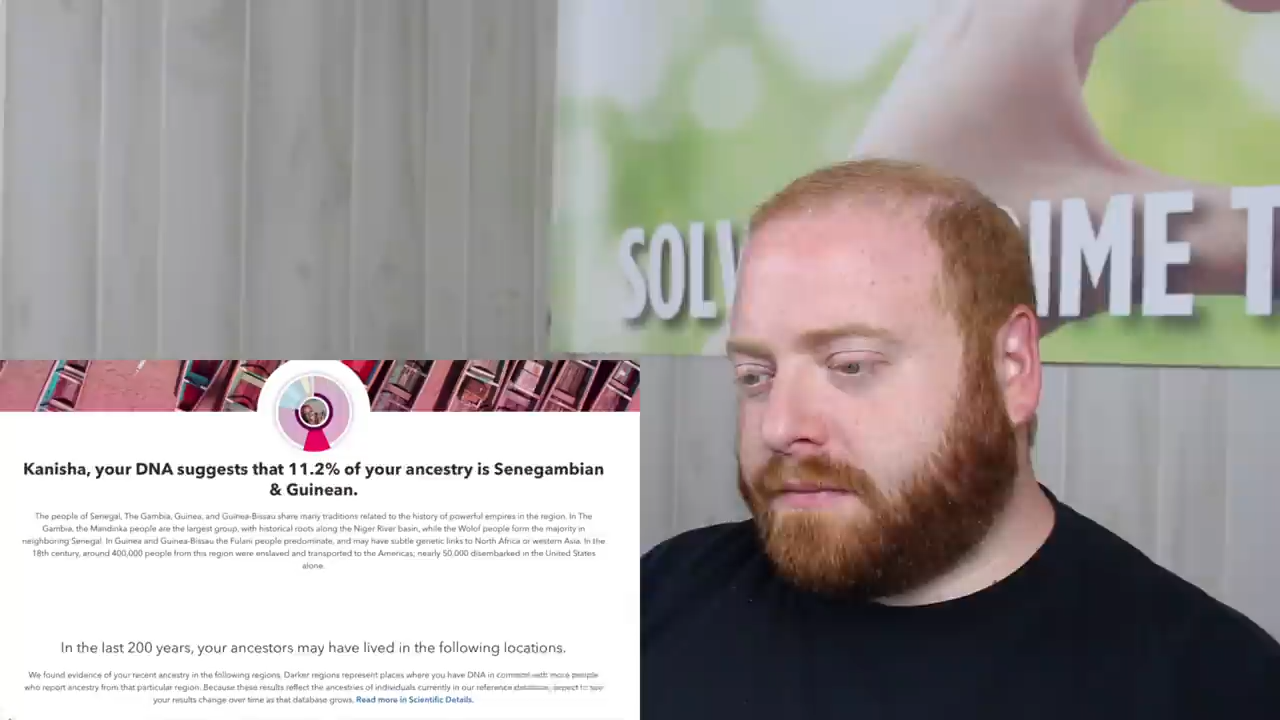 SOLV
IME T
Kanisha, your DNA suggests that 11.2% of your ancestry is Senegambian
& Guinean.
The people of Senegal, The Gambia, Guinea, and Guinea-Bissau share many traditions related to the history of powerful empires in the region. In The
Gambia, the Mandinka people are the largest group, with historical roots along the Niger River basin, while the Wolof people form the majority in
neighboring Senegal. In Guinea and Guinea-Bissau the Fulani people predominate, and may have subtle genetic links to North Africa or western Asia. In the
18th century, around 400,000 people from this region were enslaved and transported to the Americas; nearly 50,000 disembarked in the United States
alone.
In the last 200 years, your ancestors may have lived in the following locations.
We found evidence of your recent ancestry in the following regions. Darker regions represent places where you have DNA in common with more people
who report ancestry from that particular region. Because these results reflect the ancestries of individuals currently in our reference database, expect to see
your results change over time as that database grows. Read more in Scientific Details.